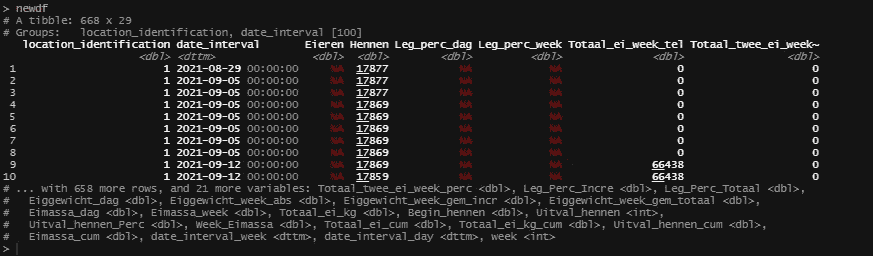 > newdf
# A tibble: 668 x 29
# Groups:   location_identification, date_interval [100]
   location_identification date_interval       Eieren Hennen Leg_perc_dag Leg_perc_week Totaal_ei_week_tel Totaal_twee_ei_week~
                     <dbl> <dttm>               <dbl>  <dbl>        <dbl>         <dbl>              <dbl>                <dbl>
 1                       1 2021-08-29 00:00:00     NA  17877           NA            NA                  0                    0
 2                       1 2021-09-05 00:00:00     NA  17877           NA            NA                  0                    0
 3                       1 2021-09-05 00:00:00     NA  17877           NA            NA                  0                    0
 4                       1 2021-09-05 00:00:00     NA  17869           NA            NA                  0                    0
 5                       1 2021-09-05 00:00:00     NA  17869           NA            NA                  0                    0
 6                       1 2021-09-05 00:00:00     NA  17869           NA            NA                  0                    0
 7                       1 2021-09-05 00:00:00     NA  17869           NA            NA                  0                    0
 8                       1 2021-09-05 00:00:00     NA  17869           NA            NA                  0                    0
 9                       1 2021-09-12 00:00:00     NA  17869           NA            NA              66438                    0
10                       1 2021-09-12 00:00:00     NA  17859           NA            NA              66438                    0
# ... with 658 more rows, and 21 more variables: Totaal_twee_ei_week_perc <dbl>, Leg_Perc_Incre <dbl>, Leg_Perc_Totaal <dbl>,
#   Eiggewicht_dag <dbl>, Eiggewicht_week_abs <dbl>, Eiggewicht_week_gem_incr <dbl>, Eiggewicht_week_gem_totaal <dbl>,
#   Eimassa_dag <dbl>, Eimassa_week <dbl>, Totaal_ei_kg <dbl>, Begin_hennen <dbl>, Uitval_hennen <int>,
#   Uitval_hennen_Perc <dbl>, Week_Eimassa <dbl>, Totaal_ei_cum <dbl>, Totaal_ei_kg_cum <dbl>, Uitval_hennen_cum <dbl>,
#   Eimassa_cum <dbl>, date_interval_week <dttm>, date_interval_day <dttm>, week <int>
>